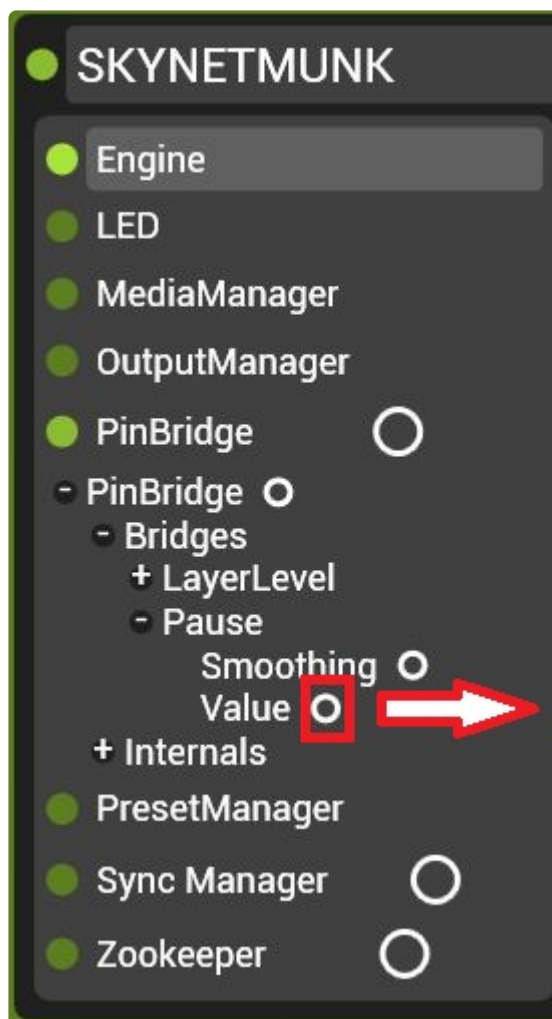 SKYNETMUNK
Engine
LED
MediaManager
OutputManager
PinBridge
PinBridge
Bridges
LayerLevel
Pause
Smoothing
Value
Internals
PresetManager
Sync Manager
Zookeeper